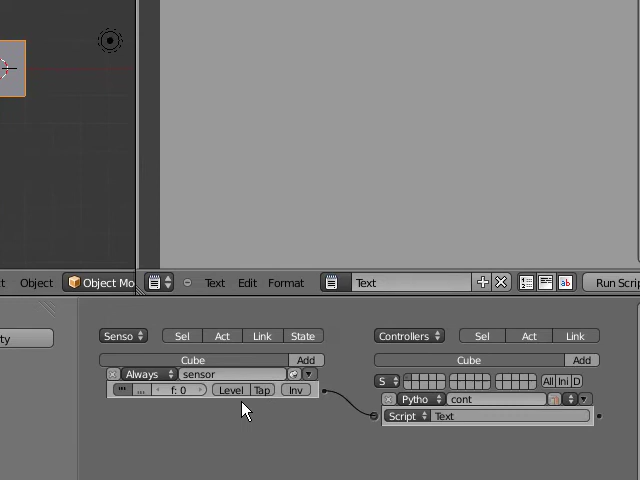 t Object Object Mo Text Edit Format Text Run Scrip
ty Senso Sel Act Link State Controllers Sel Act Link
Cube Add Cube Add
Always sensor S All Ini D
f: 0 Level Tap Inv Pytho cont
Script Text